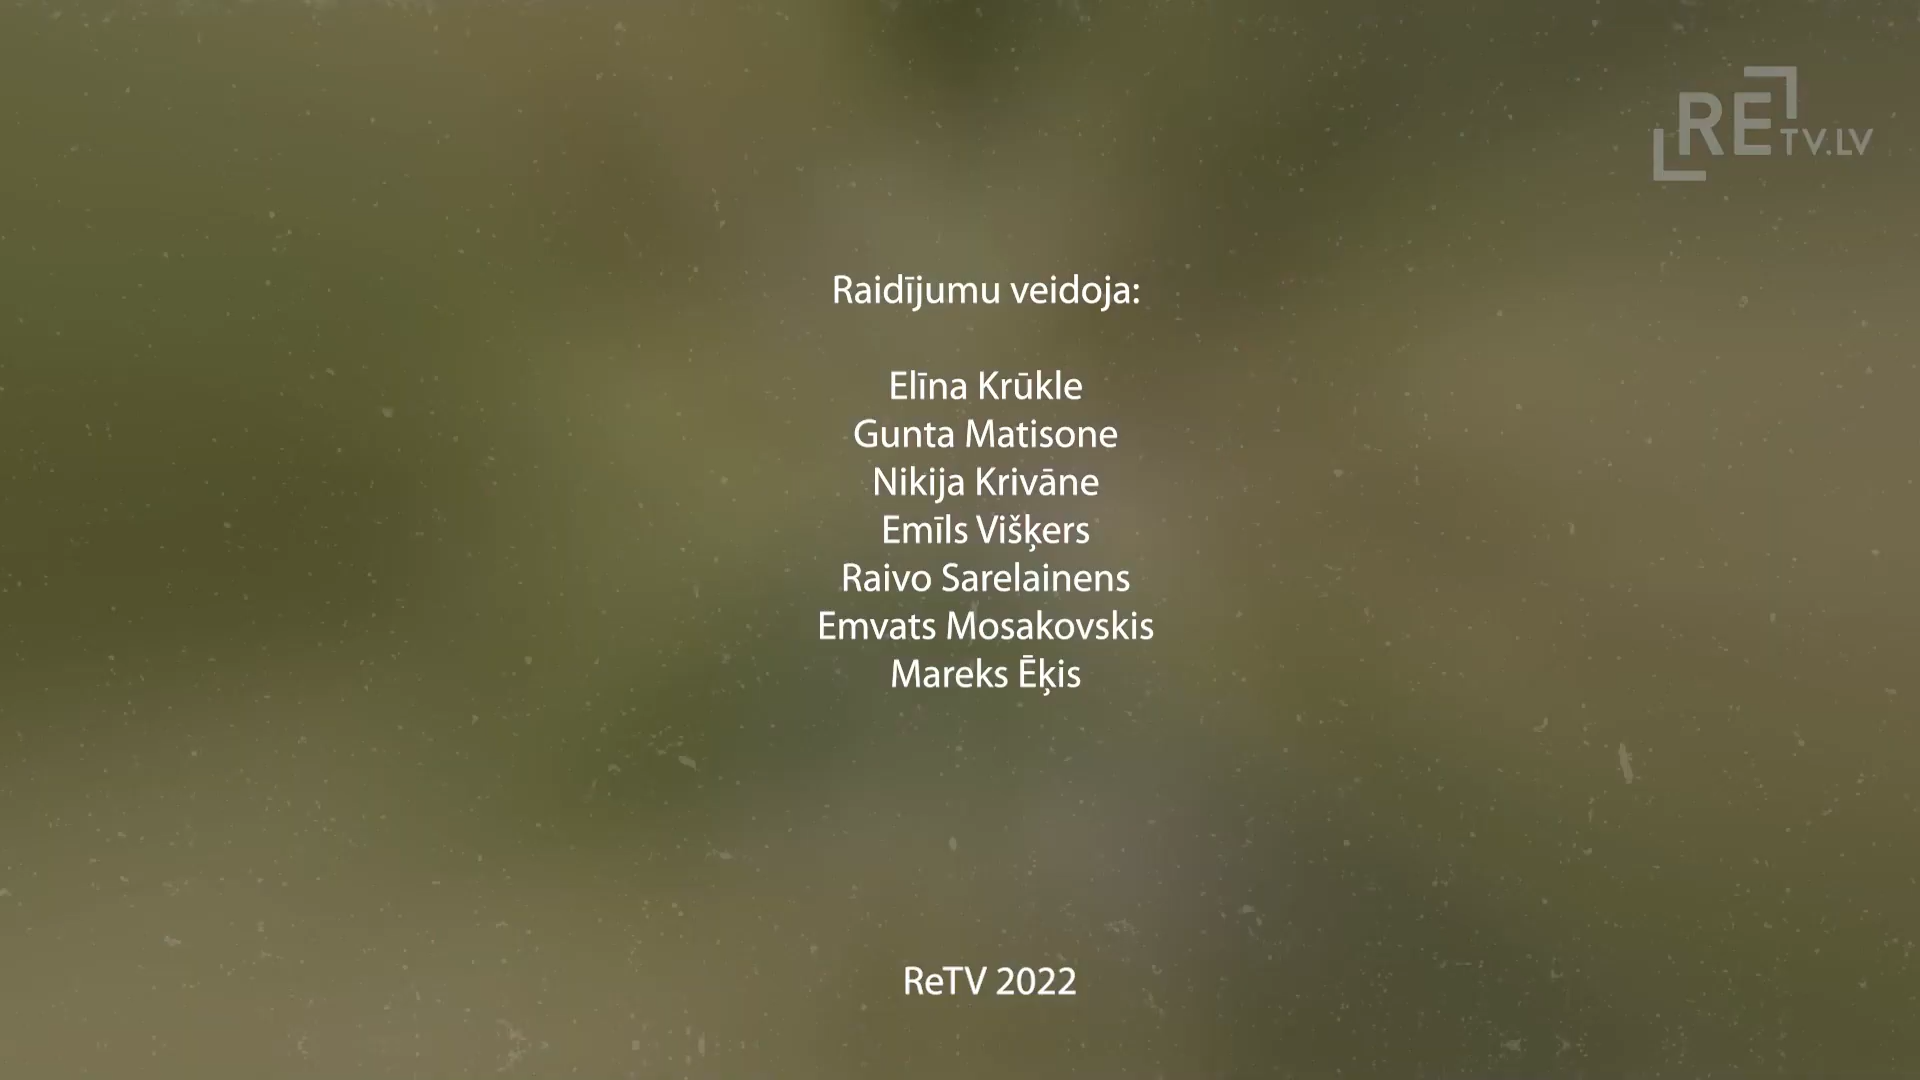 RETV.LV
Raidījumu veidoja:
Elīna Krūkle
Gunta Matisone
Nikija Krivāne
Emīls Višķers
Raivo Sarelainens
Emvats Mosakovskis
Mareks Ēķis
ReTV 2022